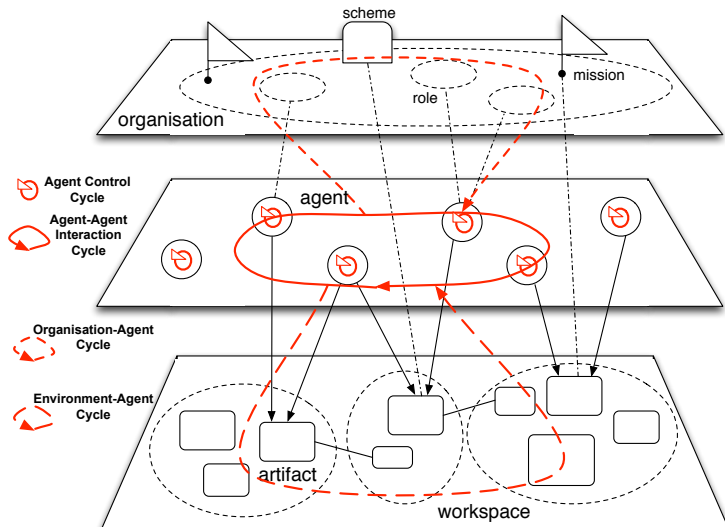 scheme
mission
role
organisation
Agent Control
Cycle
agent
Agent-Agent
Interaction
Cycle
Organisation-Agent
Cycle
Environment-Agent
Cycle
artifact
workspace